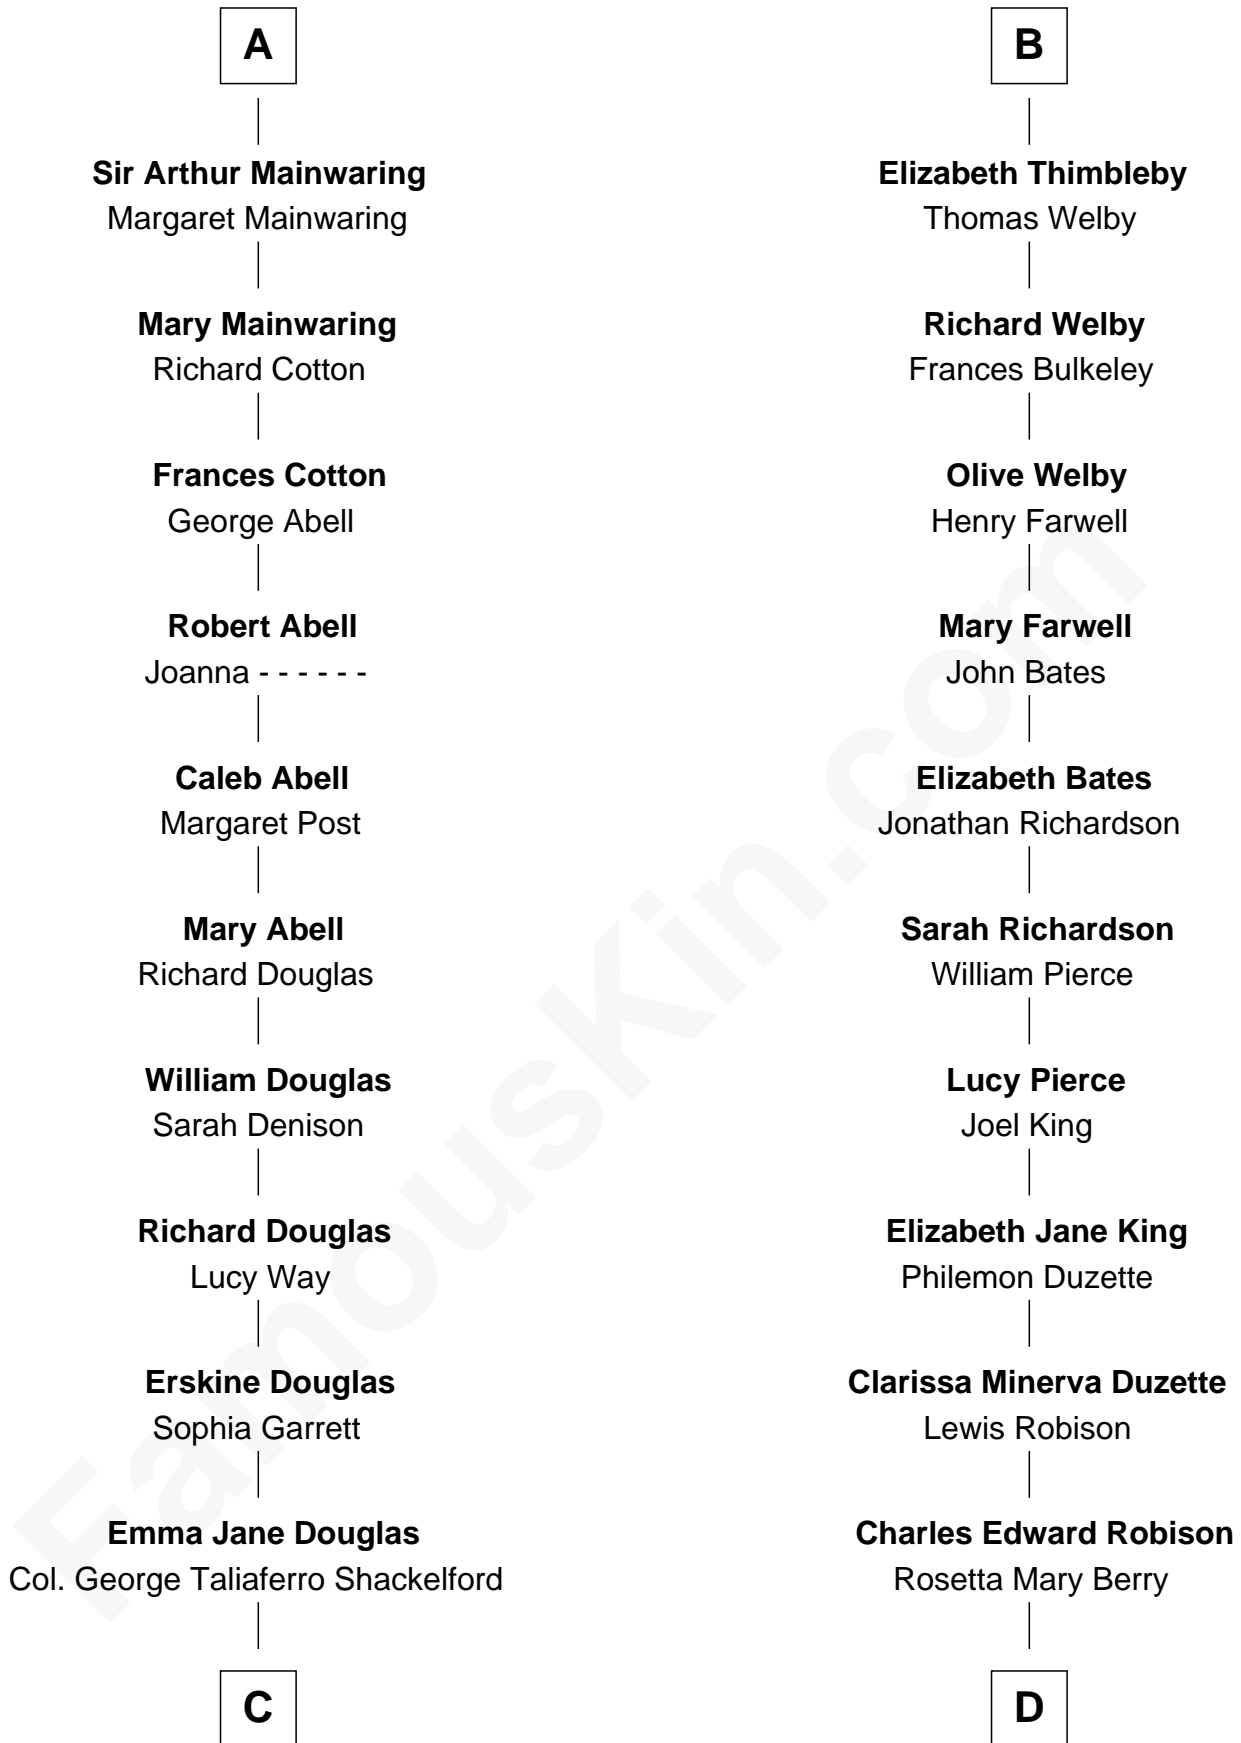 A
Sir Arthur Mainwaring
Margaret Mainwaring
Mary Mainwaring
Richard Cotton
Frances Cotton
George Abell
Robert Abell
Joanna - - - - - -
Caleb Abell
Margaret Post
Mary Abell
Richard Douglas
William Douglas
Sarah Denison
Richard Douglas
Lucy Way
Erskine Douglas
Sophia Garrett
Emma Jane Douglas
Col. George Taliaferro Shackelford
C
B
Elizabeth Thimbleby
Thomas Welby
Richard Welby
Frances Bulkeley
Olive Welby
Henry Farwell
Mary Farwell
John Bates
Elizabeth Bates
Jonathan Richardson
Sarah Richardson
William Pierce
Lucy Pierce
Joel King
Elizabeth Jane King
Philemon Duzette
Clarissa Minerva Duzette
Lewis Robison
Charles Edward Robison
Rosetta Mary Berry
D
FamousKin.com